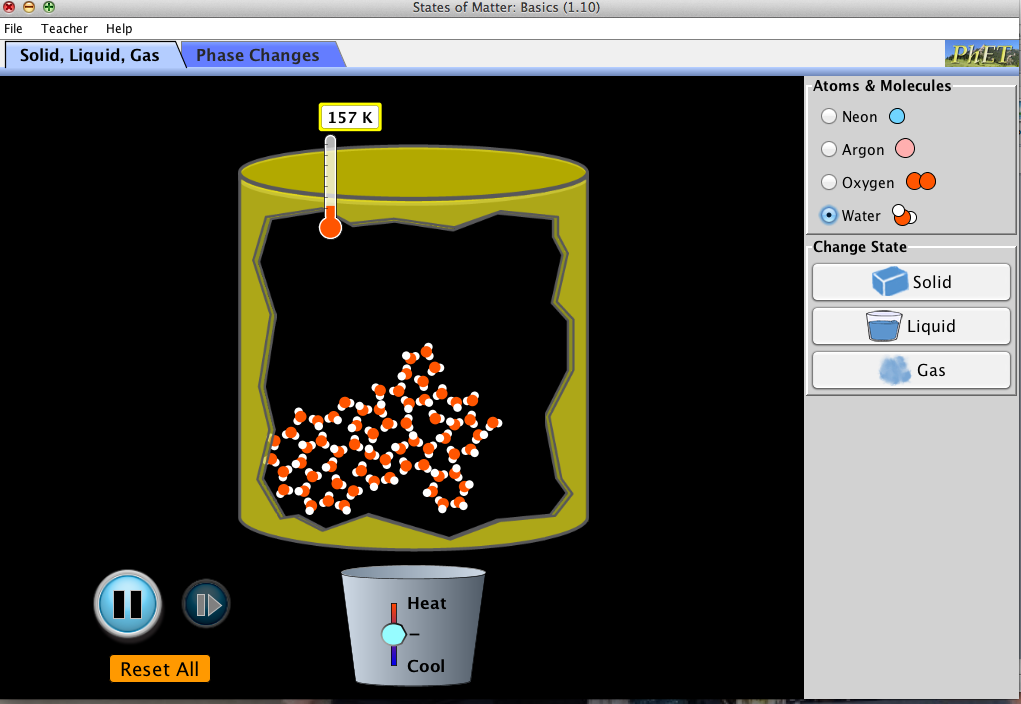 States of Matter: Basics (1.10)
File Teacher Help
Solid, Liquid, Gas Phase Changes
PhET
157 K
Atoms & Molecules
Neon
Argon
Oxygen
Water
Change State
Solid
Liquid
Gas
Heat
Cool
Reset All